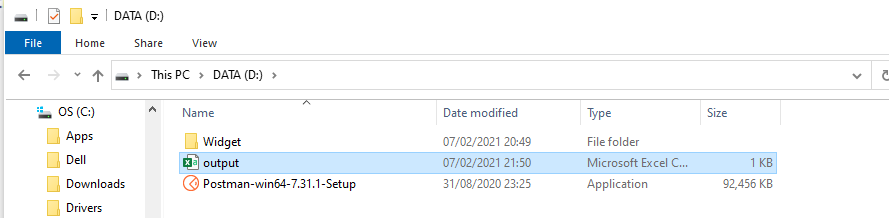 DATA (D:)
File Home Share View
This PC > DATA (D:) >
OS (C:)
Apps
Dell
Downloads
Drivers
Name Date modified Type Size
Widget 07/02/2021 20:49 File folder
output 07/02/2021 21:50 Microsoft Excel C... 1 KB
Postman-win64-7.31.1-Setup 31/08/2020 23:25 Application 92,456 KB